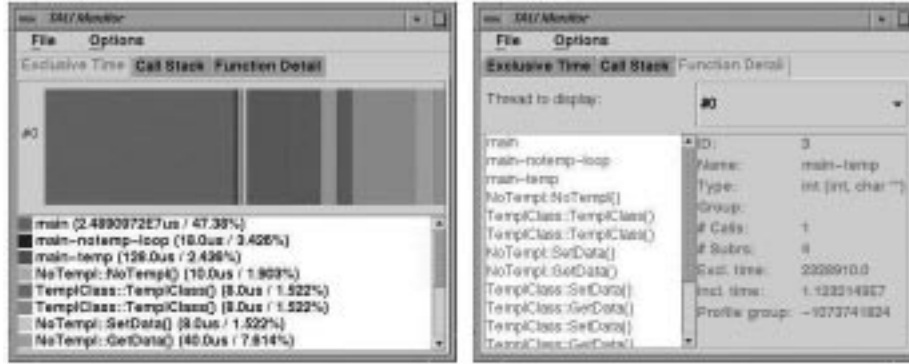 TAU Monitor
File Options
Exclusive Time Call Stack Function Detail
#0
main (2.4890972E7us / 47.38%)
main-notemp-loop (18.0us / 3.426%)
main-temp (128.0us / 2.436%)
NoTempl::NoTempl() (10.0us / 1.903%)
TemplClass::TemplClass() (8.0us / 1.522%)
TemplClass::TemplClass() (8.0us / 1.522%)
NoTempl::SetData() (8.0us / 1.522%)
NoTempl::GetData() (40.0us / 7.614%)
TAU Monitor
File Options
Exclusive Time Call Stack Function Detail
Thread to display: #0
main
main-notemp-loop
main-temp
NoTempl::NoTempl()
TemplClass::TemplClass()
TemplClass::TemplClass()
NoTempl::SetData()
NoTempl::GetData()
TemplClass::SetData()
TemplClass::GetData()
TemplClass::SetData()
TemplClass::GetData()
ID: 3
Name: main-temp
Type: int (int, char **)
Group:
# Calls: 1
# Subrs:
Excl. time:
Incl. time:
Profile group: -1073741824